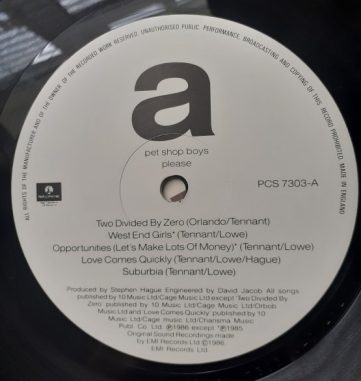 ALL RIGHTS OF THE MANUFACTURER AND OF THE OWNER OF THE RECORDED WORK RESERVED. UNAUTHORISED PUBLIC PERFORMANCE, BROADCASTING AND COPYING OF THIS RECORD PROHIBITED. MADE IN ENGLAND
a
pet shop boys
please
PCS 7303-A
PARLOPHONE
Two Divided By Zero (Orlando/Tennant)
West End Girls* (Tennant/Lowe)
Opportunities (Let's Make Lots Of Money)* (Tennant/Lowe)
Love Comes Quickly (Tennant/Lowe/Hague)
Suburbia (Tennant/Lowe)
Produced by Stephen Hague Engineered by David Jacob All songs
published by 10 Music Ltd/Cage Music Ltd except 'Two Divided By
Zero' published by 10 Music Ltd/Cage Music Ltd/Orbob
Music Ltd and 'Love Comes Quickly' published by 10
Music Ltd/Cage music Ltd/Charisma Music
Publ. Co Ltd. ℗1986 except *℗1985
Original Sound Recordings made
by EMI Records Ltd ©1986
EMI Records Ltd.